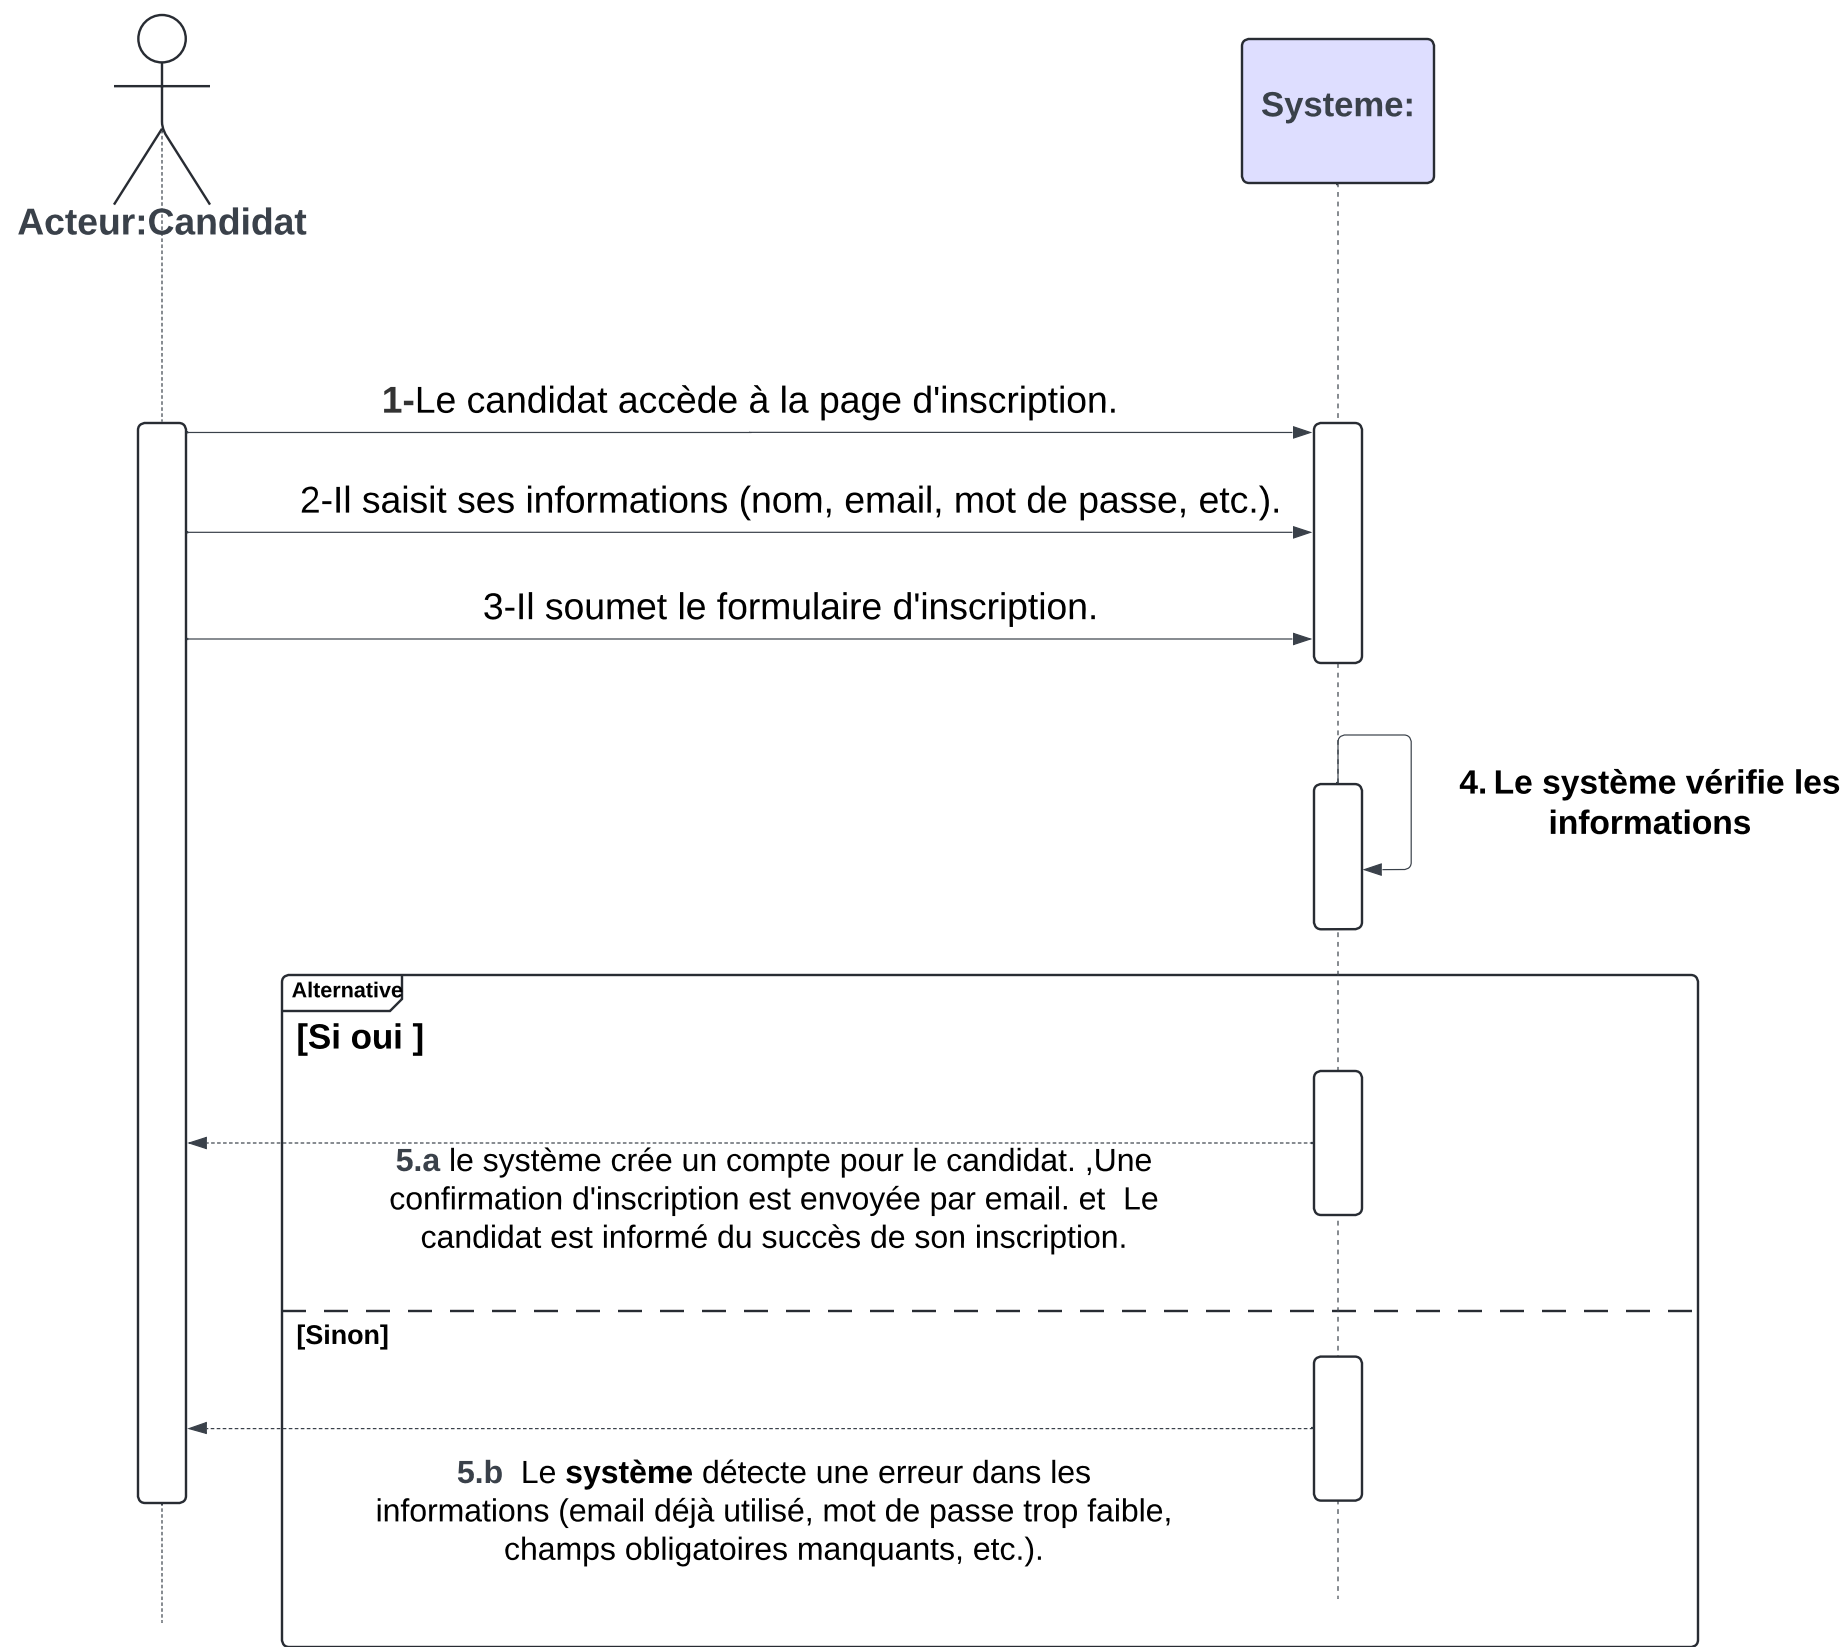 Systeme:
Acteur:Candidat
1-Le candidat accède à la page d'inscription.
2-Il saisit ses informations (nom, email, mot de passe, etc.).
3-Il soumet le formulaire d'inscription.
4. Le système vérifie les
informations
Alternative
[Si oui ]
5.a le système crée un compte pour le candidat. ,Une
confirmation d'inscription est envoyée par email. et  Le
candidat est informé du succès de son inscription.
[Sinon]
5.b  Le système détecte une erreur dans les
informations (email déjà utilisé, mot de passe trop faible,
champs obligatoires manquants, etc.).